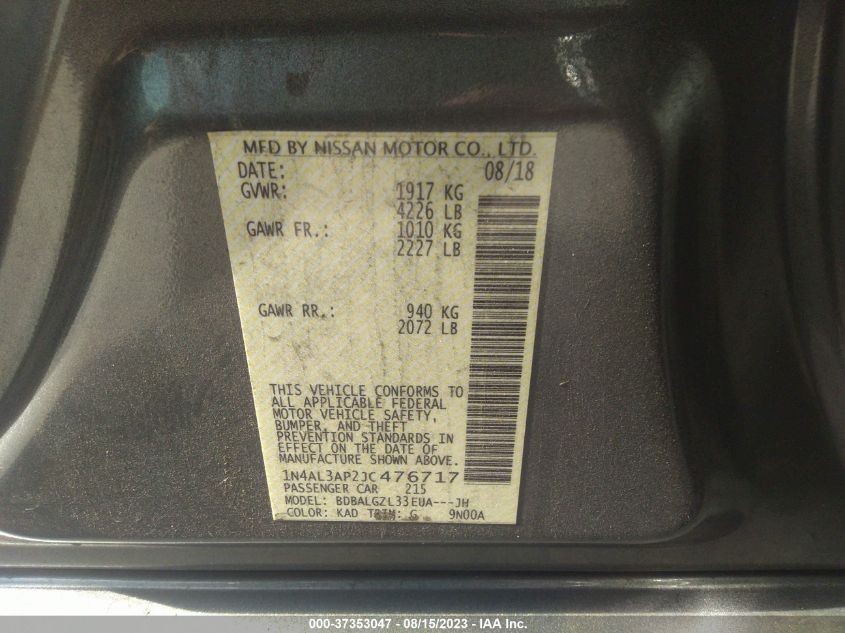 MFD BY NISSAN MOTOR CO., LTD.
DATE: 08/18
GVWR: 1917 KG
4226 LB
GAWR FR.: 1010 KG
2227 LB
GAWR RR.: 940 KG
2072 LB
THIS VEHICLE CONFORMS TO
ALL APPLICABLE FEDERAL
MOTOR VEHICLE SAFETY,
BUMPER, AND THEFT
PREVENTION STANDARDS IN
EFFECT ON THE DATE OF
MANUFACTURE SHOWN ABOVE.
1N4AL3AP2JC476717
PASSENGER CAR 215
MODEL: BDBALGZL33EUA---JH
COLOR: KAD TRIM: G 9N00A
000-37353047 - 08/15/2023 - IAA Inc.